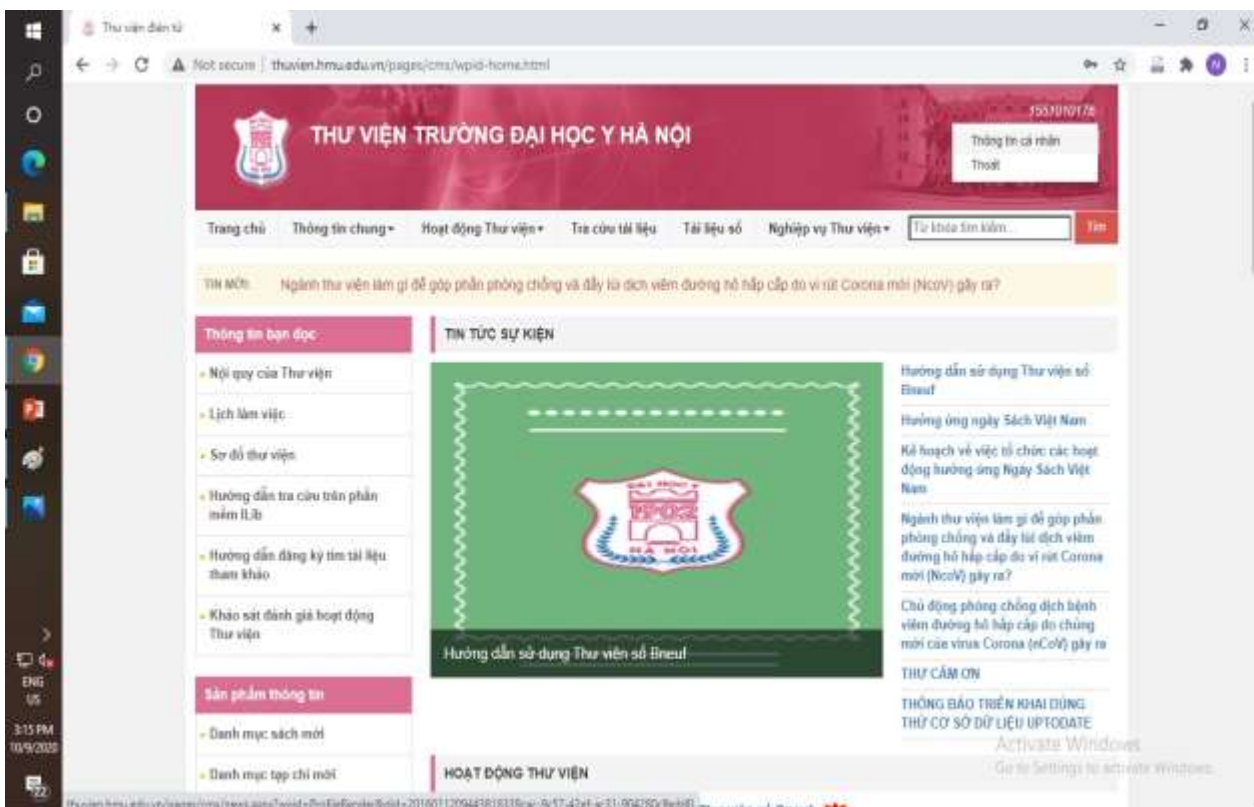 Thư viện điện tử
Not secure | thuvien.hmu.edu.vn/pages/cms/wpid-home.html
N
1551010178
THƯ VIỆN TRƯỜNG ĐẠI HỌC Y HÀ NỘI
Thông tin cá nhân
Thoát
Trang chủ Thông tin chung Hoạt động Thư viện Tra cứu tài liệu Tài liệu số Nghiệp vụ Thư viện Từ khóa tìm kiếm... Tìm
TIN MỚI: Ngành thư viện làm gì để góp phần phòng chống và đẩy lùi dịch viêm đường hô hấp cấp do vi rút Corona mới (NcoV) gây ra?
Thông tin bạn đọc
Nội quy của Thư viện
Lịch làm việc
Sơ đồ thư viện
Hướng dẫn tra cứu trên phần
mềm ILib
Hướng dẫn đăng ký tìm tài liệu
tham khảo
Khảo sát đánh giá hoạt động
Thư viện
Sản phẩm thông tin
Danh mục sách mới
Danh mục tạp chí mới
TIN TỨC SỰ KIỆN
ĐẠI HỌC Y
1902
HÀ NỘI
Hướng dẫn sử dụng Thư viện số Bneuf
Hướng dẫn sử dụng Thư viện số
Bneuf
Hưởng ứng ngày Sách Việt Nam
Kế hoạch về việc tổ chức các hoạt
động hưởng ứng Ngày Sách Việt
Nam
Ngành thư viện làm gì để góp phần
phòng chống và đẩy lùi dịch viêm
đường hô hấp cấp do vi rút Corona
mới (NcoV) gây ra?
Chủ động phòng chống dịch bệnh
viêm đường hô hấp cấp do chủng
mới của virus Corona (nCoV) gây ra
THƯ CẢM ƠN
THÔNG BÁO TRIỂN KHAI DÙNG
THỬ CƠ SỞ DỮ LIỆU UPTODATE
HOẠT ĐỘNG THƯ VIỆN
Activate Windows
Go to Settings to activate Windows.
ENG
US
3:15 PM
10/9/2020
22